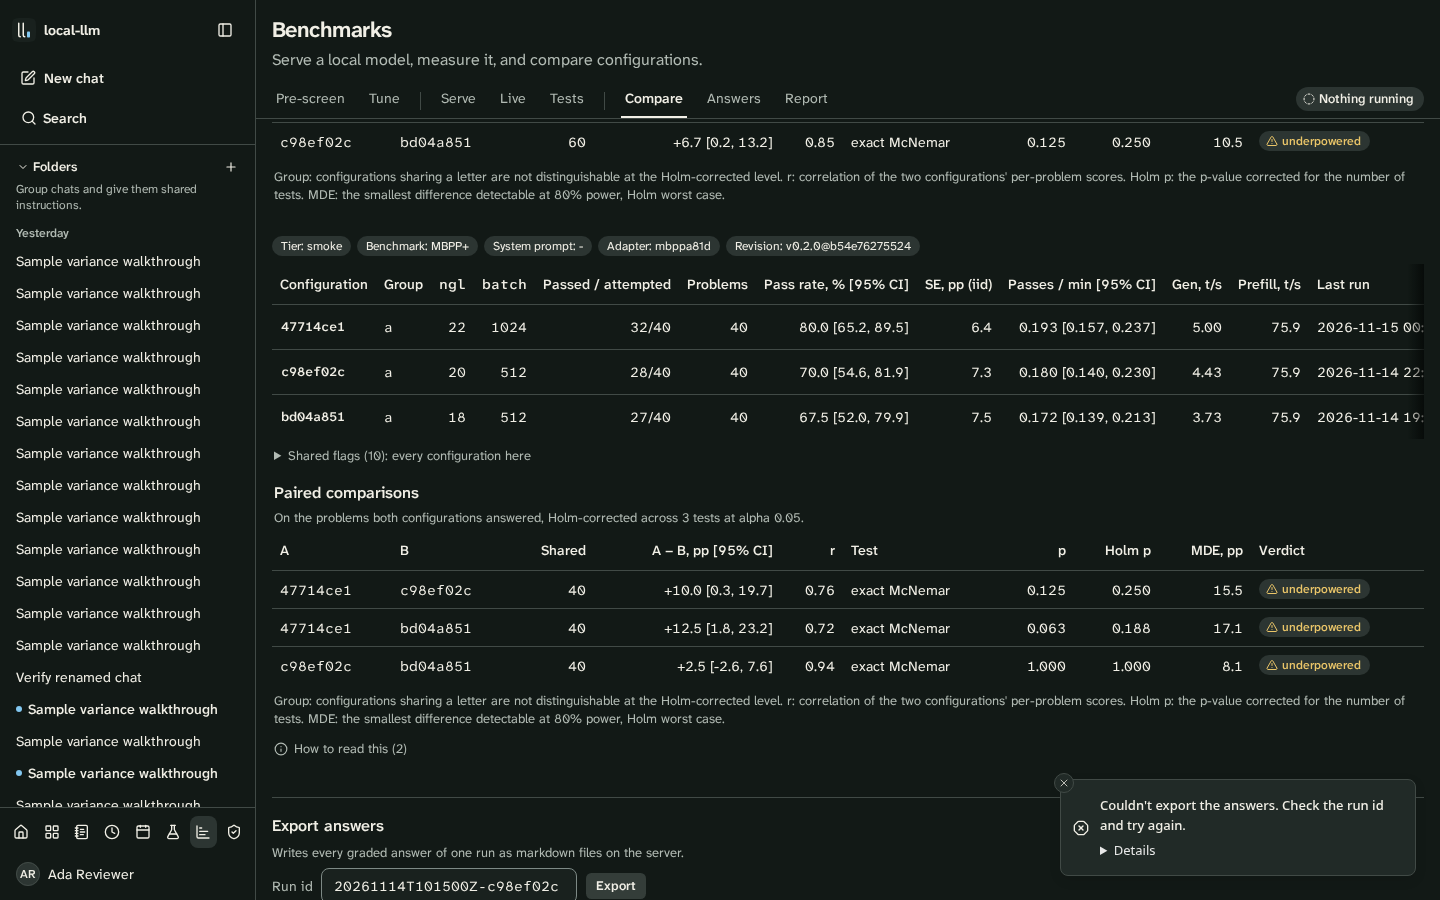 local-llm
New chat
Search
Folders
Group chats and give them shared
instructions.
Yesterday
Sample variance walkthrough
Sample variance walkthrough
Sample variance walkthrough
Sample variance walkthrough
Sample variance walkthrough
Sample variance walkthrough
Sample variance walkthrough
Sample variance walkthrough
Sample variance walkthrough
Sample variance walkthrough
Sample variance walkthrough
Sample variance walkthrough
Sample variance walkthrough
Verify renamed chat
Sample variance walkthrough
Sample variance walkthrough
Sample variance walkthrough
Sample variance walkthrough
AR Ada Reviewer
Benchmarks
Serve a local model, measure it, and compare configurations.
Pre-screen Tune Serve Live Tests Compare Answers Report Nothing running
c98ef02c bd04a851 60 +6.7 [0.2, 13.2] 0.85 exact McNemar 0.125 0.250 10.5 underpowered
Group: configurations sharing a letter are not distinguishable at the Holm-corrected level. r: correlation of the two configurations' per-problem scores. Holm p: the p-value corrected for the number of
tests. MDE: the smallest difference detectable at 80% power, Holm worst case.
Tier: smoke Benchmark: MBPP+ System prompt: - Adapter: mbppa81d Revision: v0.2.0@b54e76275524
Configuration Group ngl batch Passed / attempted Problems Pass rate, % [95% CI] SE, pp (iid) Passes / min [95% CI] Gen, t/s Prefill, t/s Last run
47714ce1 a 22 1024 32/40 40 80.0 [65.2, 89.5] 6.4 0.193 [0.157, 0.237] 5.00 75.9 2026-11-15 00:
c98ef02c a 20 512 28/40 40 70.0 [54.6, 81.9] 7.3 0.180 [0.140, 0.230] 4.43 75.9 2026-11-14 22:
bd04a851 a 18 512 27/40 40 67.5 [52.0, 79.9] 7.5 0.172 [0.139, 0.213] 3.73 75.9 2026-11-14 19:
Shared flags (10): every configuration here
Paired comparisons
On the problems both configurations answered, Holm-corrected across 3 tests at alpha 0.05.
A B Shared A – B, pp [95% CI] r Test p Holm p MDE, pp Verdict
47714ce1 c98ef02c 40 +10.0 [0.3, 19.7] 0.76 exact McNemar 0.125 0.250 15.5 underpowered
47714ce1 bd04a851 40 +12.5 [1.8, 23.2] 0.72 exact McNemar 0.063 0.188 17.1 underpowered
c98ef02c bd04a851 40 +2.5 [-2.6, 7.6] 0.94 exact McNemar 1.000 1.000 8.1 underpowered
Group: configurations sharing a letter are not distinguishable at the Holm-corrected level. r: correlation of the two configurations' per-problem scores. Holm p: the p-value corrected for the number of
tests. MDE: the smallest difference detectable at 80% power, Holm worst case.
How to read this (2)
Export answers
Writes every graded answer of one run as markdown files on the server.
Run id 20261114T101500Z-c98ef02c Export
Couldn't export the answers. Check the run id
and try again.
Details